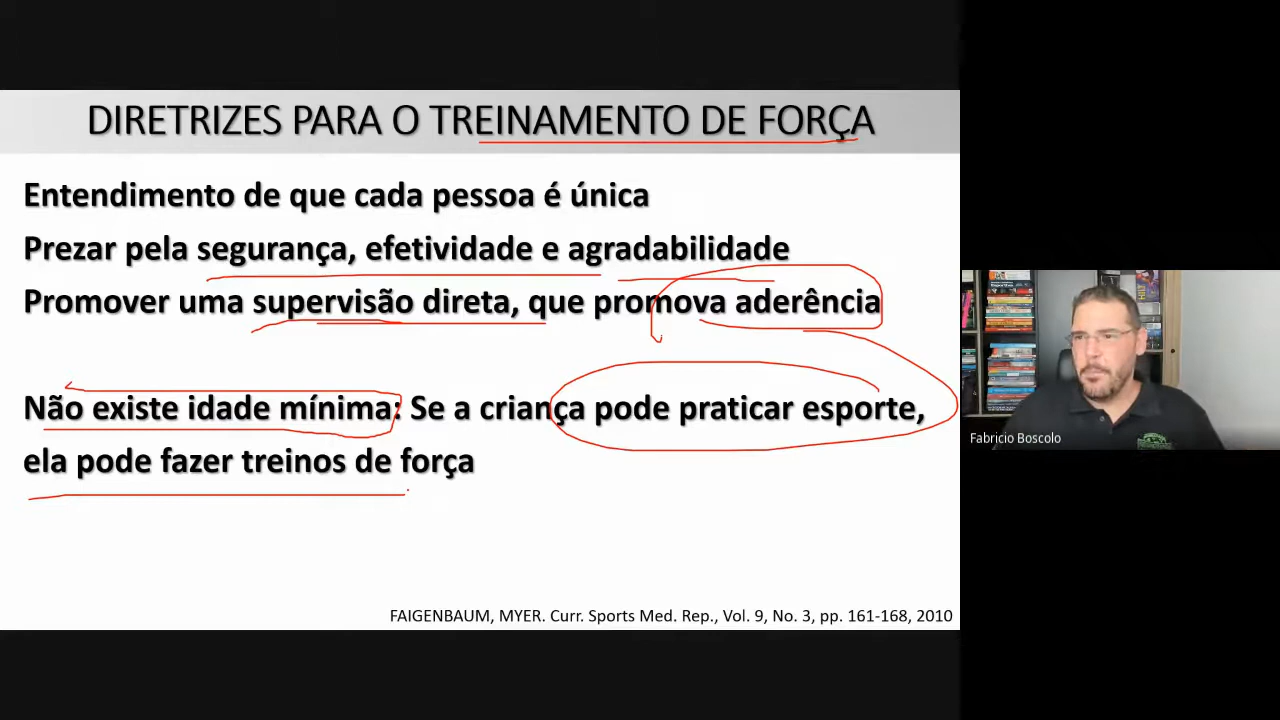 DIRETRIZES PARA O TREINAMENTO DE FORÇA
Entendimento de que cada pessoa é única
Prezar pela segurança, efetividade e agradabilidade
Promover uma supervisão direta, que promova aderência
Não existe idade mínima: Se a criança pode praticar esporte,
ela pode fazer treinos de força
FAIGENBAUM, MYER. Curr. Sports Med. Rep., Vol. 9, No. 3, pp. 161-168, 2010
Fabricio Boscolo